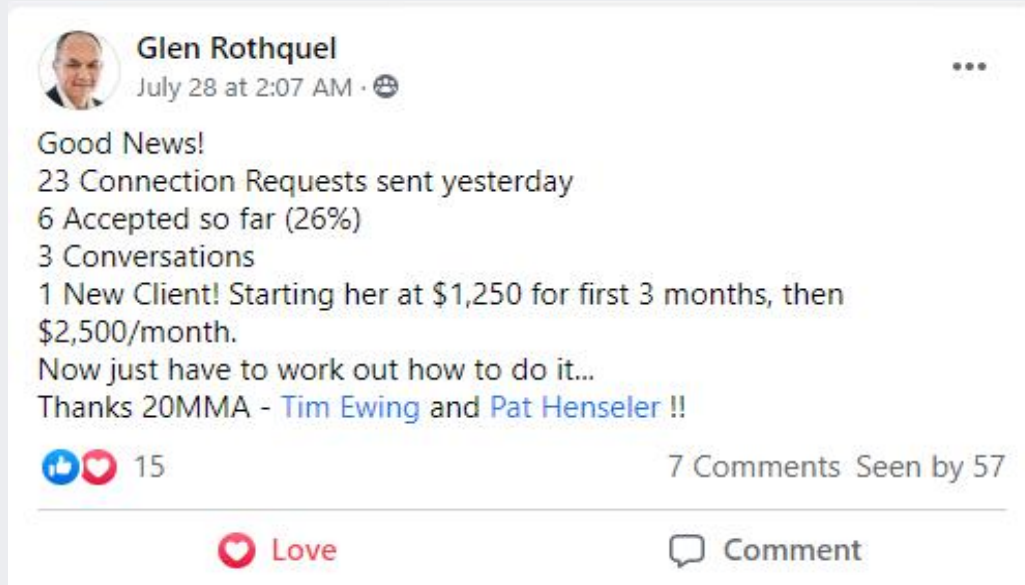 Glen Rothquel
July 28 at 2:07 AM ·
Good News!
23 Connection Requests sent yesterday
6 Accepted so far (26%)
3 Conversations
1 New Client! Starting her at $1,250 for first 3 months, then
$2,500/month.
Now just have to work out how to do it...
Thanks 20MMA - Tim Ewing and Pat Henseler !!
15 7 Comments Seen by 57
Love Comment